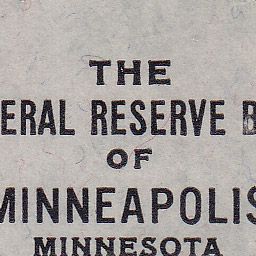 THE
ERAL RESERVE B
OF
MINNEAPOLIS
MINNESOTA